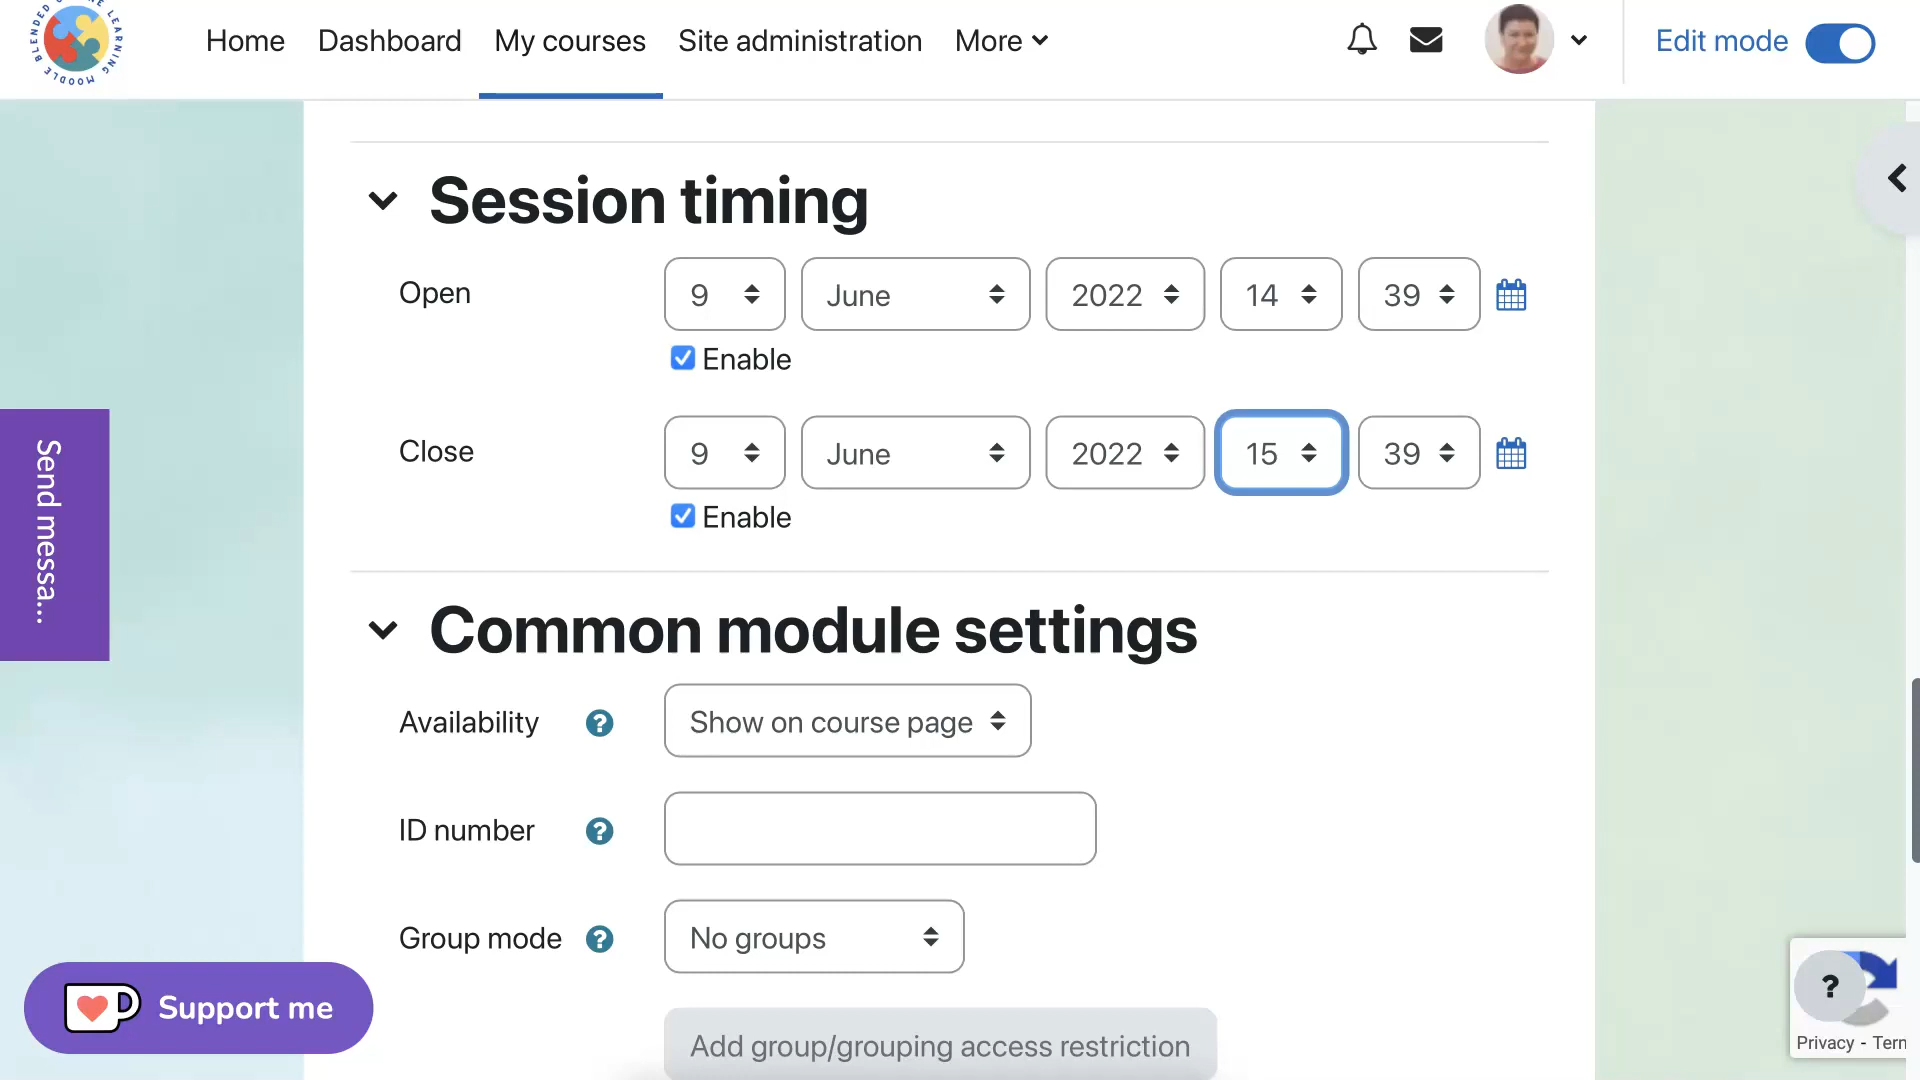 Home Dashboard My courses Site administration More Edit mode
Session timing
Open 9 June 2022 14 39
Enable
Close 9 June 2022 15 39
Enable
Send messa...
Common module settings
Availability ? Show on course page
ID number ?
Group mode ? No groups
Support me
Add group/grouping access restriction
?
Privacy - Tern